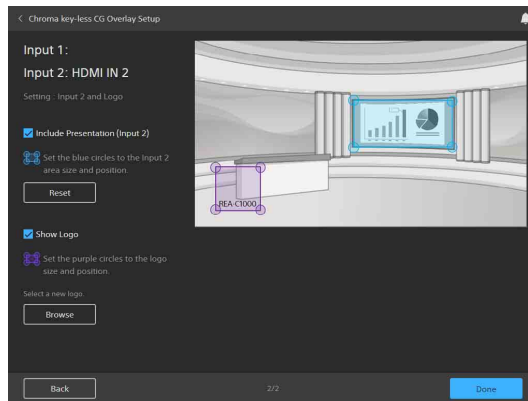 Chroma key-less CG Overlay Setup
Input 1:
Input 2: HDMI IN 2
Setting : Input 2 and Logo
Include Presentation (Input 2)
Set the blue circles to the Input 2
area size and position.
Reset
Show Logo
Set the purple circles to the logo
size and position.
Select a new logo.
Browse
REA-C1000
Back
2/2
Done